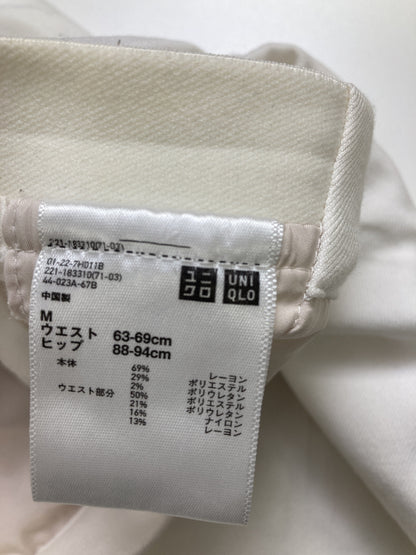 221-183310(71-03)
01-22-7H011B
221-183310(71-03)
44-023A-67B
ユニクロ UNIQLO
中国製
M
ウエスト 63-69cm
ヒップ 88-94cm
本体 69% レーヨン
29% ポリエステル
2% ポリウレタン
ウエスト部分 50% ポリエステル
21% ポリウレタン
16% ナイロン
13% レーヨン